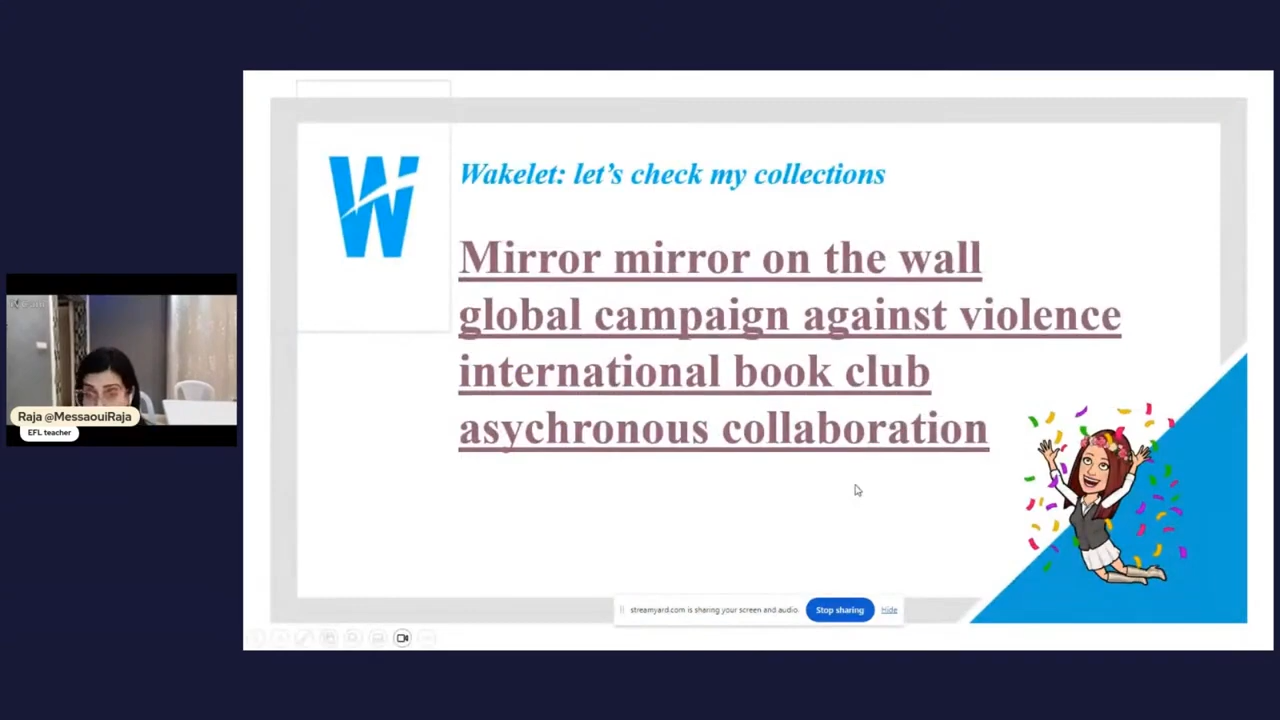 Wakelet: let's check my collections
Mirror mirror on the wall
global campaign against violence
international book club
asychronous collaboration
Raja @MessaouiRaja
EFL teacher
streamyard.com is sharing your screen and audio.
Stop sharing
Hide